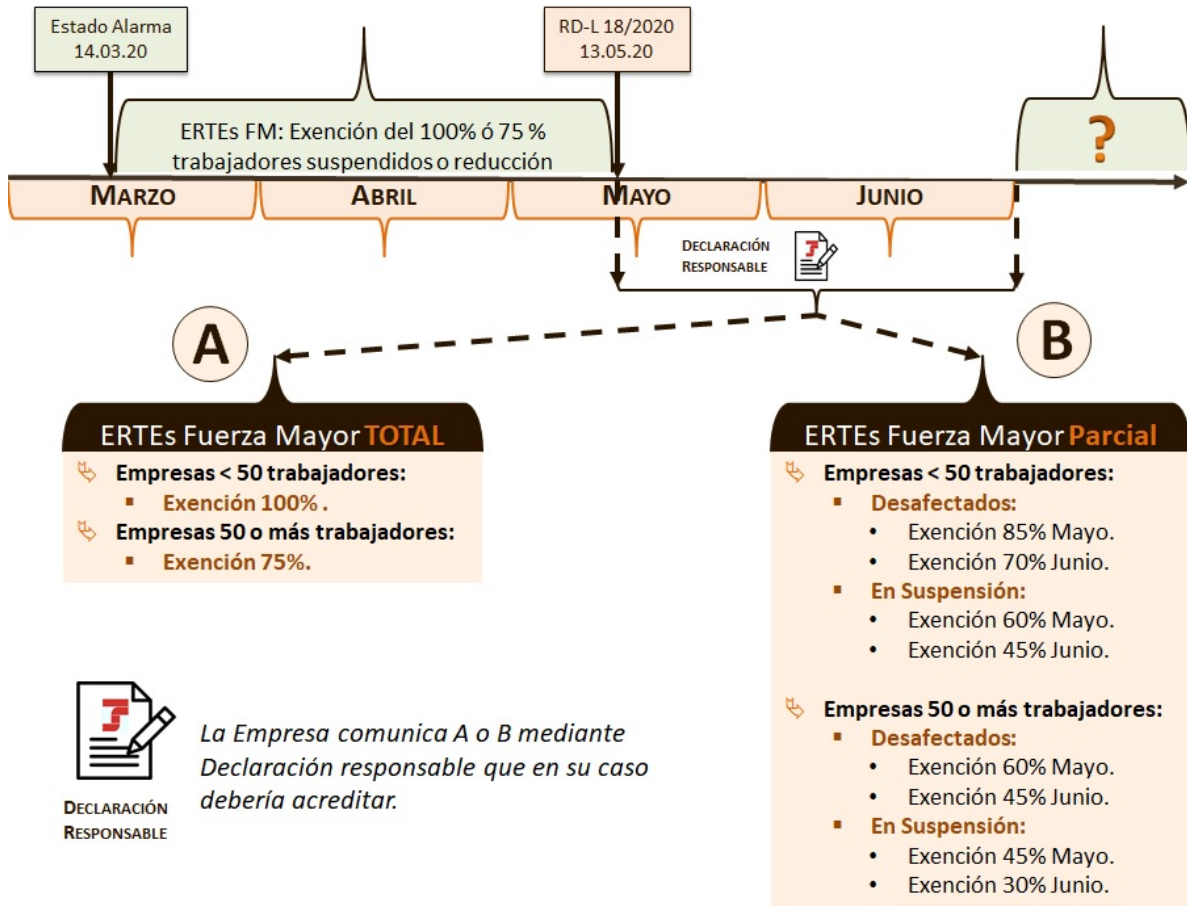 Estado Alarma
14.03.20
RD-L 18/2020
13.05.20
ERTEs FM: Exención del 100% ó 75 %
trabajadores suspendidos o reducción
?
MARZO
ABRIL
MAYO
JUNIO
DECLARACIÓN
RESPONSABLE
A
B
ERTEs Fuerza Mayor TOTAL
Empresas < 50 trabajadores:
Exención 100% .
Empresas 50 o más trabajadores:
Exención 75%.
DECLARACIÓN
RESPONSABLE
La Empresa comunica A o B mediante
Declaración responsable que en su caso
debería acreditar.
ERTEs Fuerza Mayor Parcial
Empresas < 50 trabajadores:
Desafectados:
Exención 85% Mayo.
Exención 70% Junio.
En Suspensión:
Exención 60% Mayo.
Exención 45% Junio.
Empresas 50 o más trabajadores:
Desafectados:
Exención 60% Mayo.
Exención 45% Junio.
En Suspensión:
Exención 45% Mayo.
Exención 30% Junio.